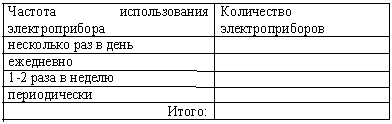 Частота использования Количество
электроприбора электроприборов
несколько раз в день
ежедневно
1-2 раза в неделю
периодически
Итого: